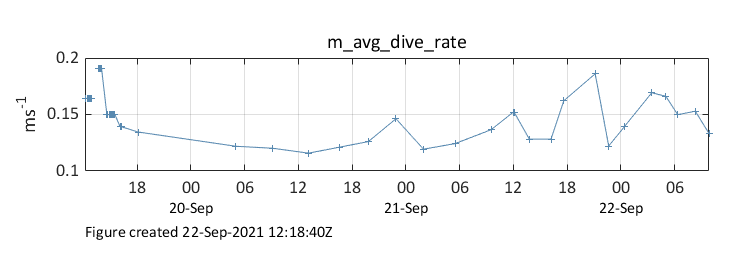 m_avg_dive_rate
ms-1
0.2
0.15
0.1
18 00 06 12 18 00 06 12 18 00 06
20-Sep 21-Sep 22-Sep
Figure created 22-Sep-2021 12:18:40Z